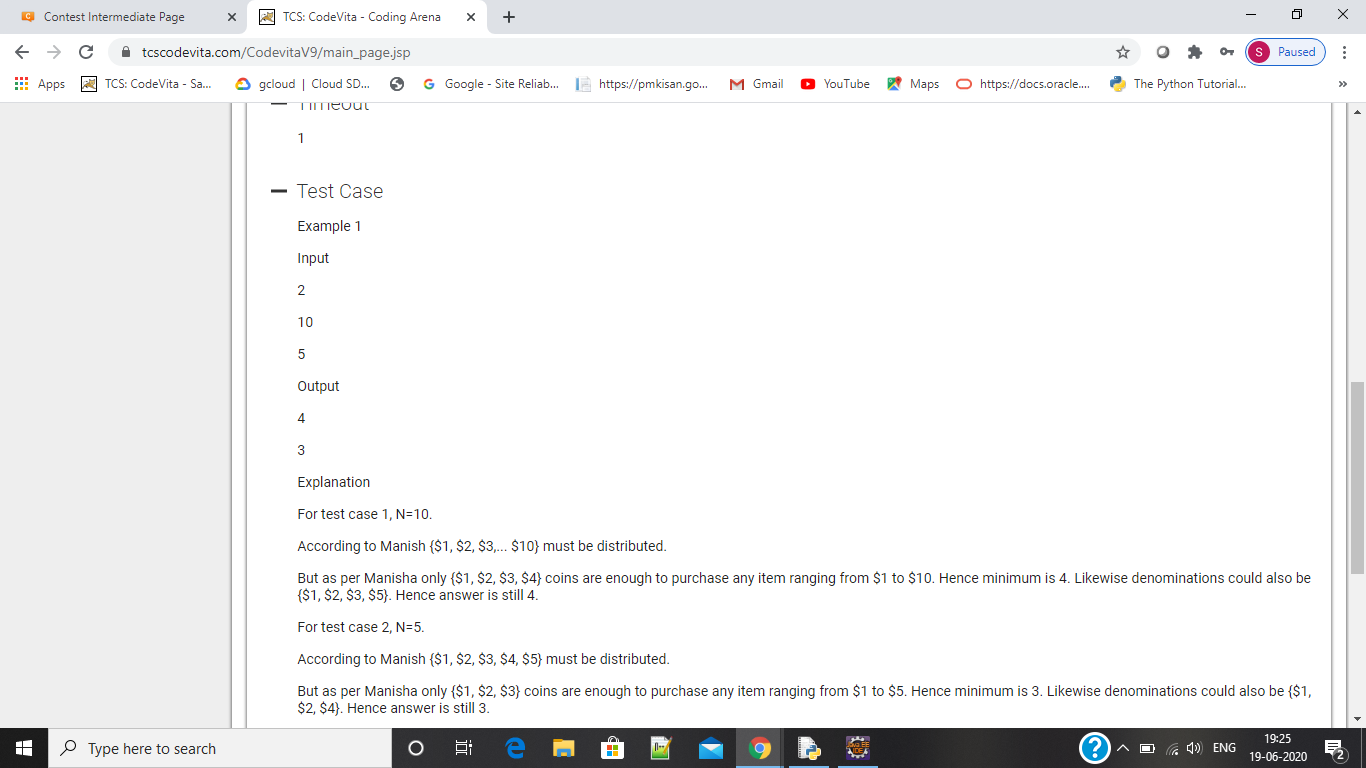 Contest Intermediate Page
TCS: CodeVita - Coding Arena
tcscodevita.com/CodevitaV9/main_page.jsp
S Paused
Apps
TCS: CodeVita - Sa...
gcloud | Cloud SD...
Google - Site Reliab...
https://pmkisan.go...
Gmail
YouTube
Maps
https://docs.oracle....
The Python Tutorial...
»
Timeout
1
Test Case
Example 1
Input
2
10
5
Output
4
3
Explanation
For test case 1, N=10.
According to Manish {$1, $2, $3,... $10} must be distributed.
But as per Manisha only {$1, $2, $3, $4} coins are enough to purchase any item ranging from $1 to $10. Hence minimum is 4. Likewise denominations could also be
{$1, $2, $3, $5}. Hence answer is still 4.
For test case 2, N=5.
According to Manish {$1, $2, $3, $4, $5} must be distributed.
But as per Manisha only {$1, $2, $3} coins are enough to purchase any item ranging from $1 to $5. Hence minimum is 3. Likewise denominations could also be {$1,
$2, $4}. Hence answer is still 3.
Type here to search
ENG
19:25
19-06-2020
2